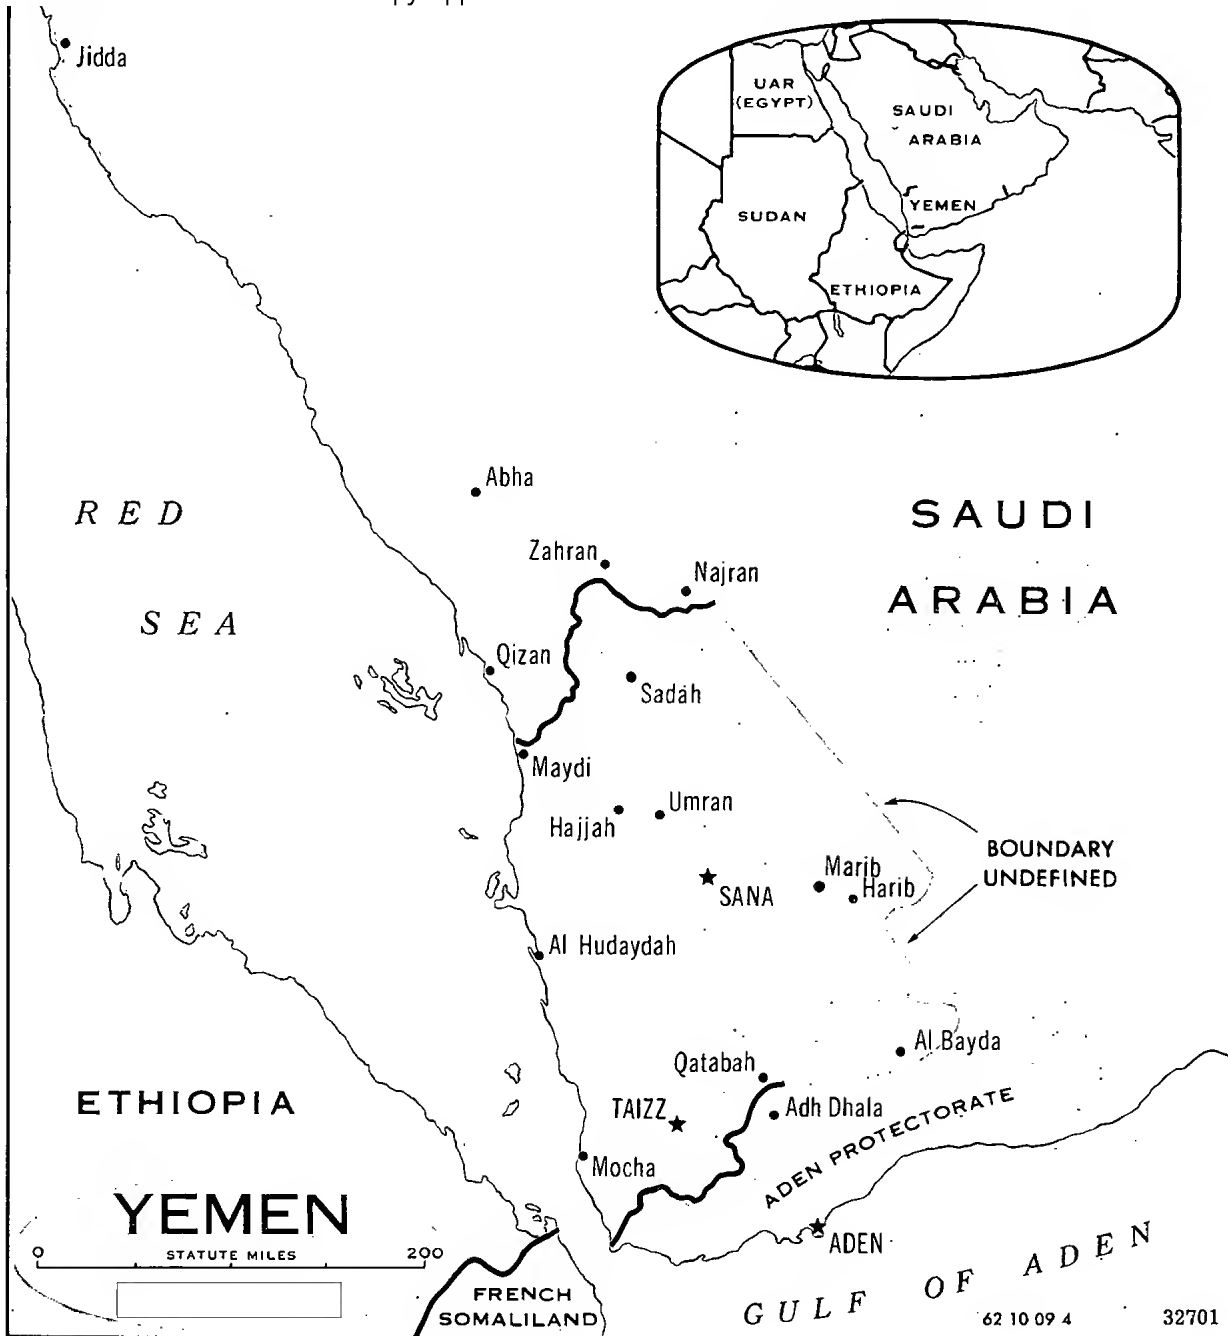 Jidda
UAR
(EGYPT)
SAUDI
ARABIA
YEMEN
SUDAN
ETHIOPIA
Abha
RED
SEA
SAUDI
ARABIA
Zahran
Najran
Qizan
Sadah
Maydi
Umran
Hajjah
BOUNDARY
UNDEFINED
Marib
Harib
SANA
Al Hudaydah
Al Bayda
Qatabah
ETHIOPIA
TAIZZ
Adh Dhala
ADEN PROTECTORATE
Mocha
YEMEN
0 STATUTE MILES 200
ADEN
GULF OF ADEN
FRENCH
SOMALILAND
62 10 09 4
32701